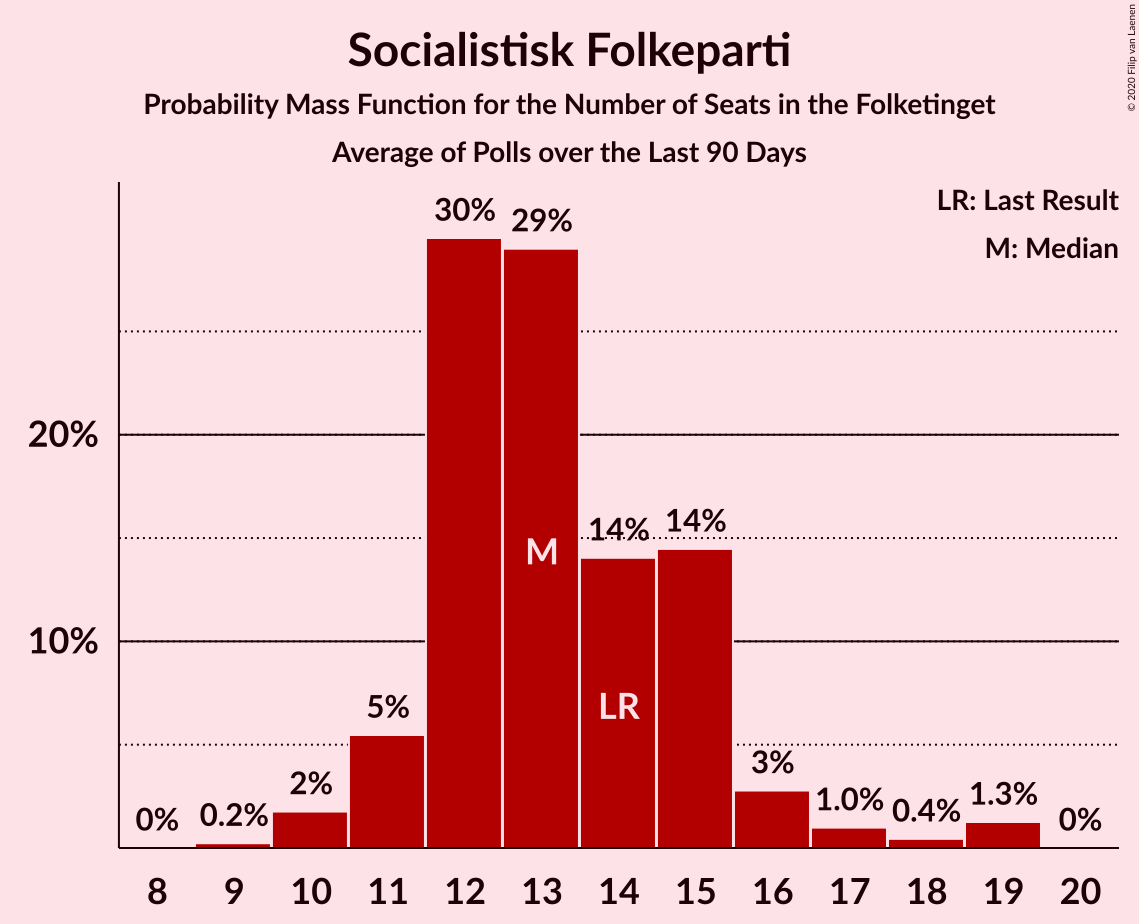 © 2020 Filip van Laenen
Socialistisk Folkeparti
Probability Mass Function for the Number of Seats in the Folketinget
Average of Polls over the Last 90 Days
LR: Last Result
M: Median
30%
29%
20%
14%
14%
M
10%
5%
LR
3%
2%
1.3%
1.0%
0.4%
0.2%
0%
0%
8 9 10 11 12 13 14 15 16 17 18 19 20